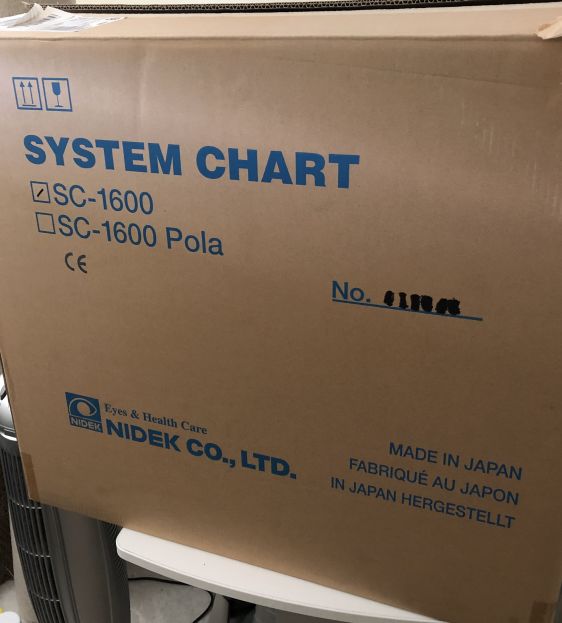 SYSTEM CHART
SC-1600
SC-1600 Pola
CE
No.
Eyes & Health Care
NIDEK
NIDEK CO., LTD.
MADE IN JAPAN
FABRIQUÉ AU JAPON
IN JAPAN HERGESTELLT